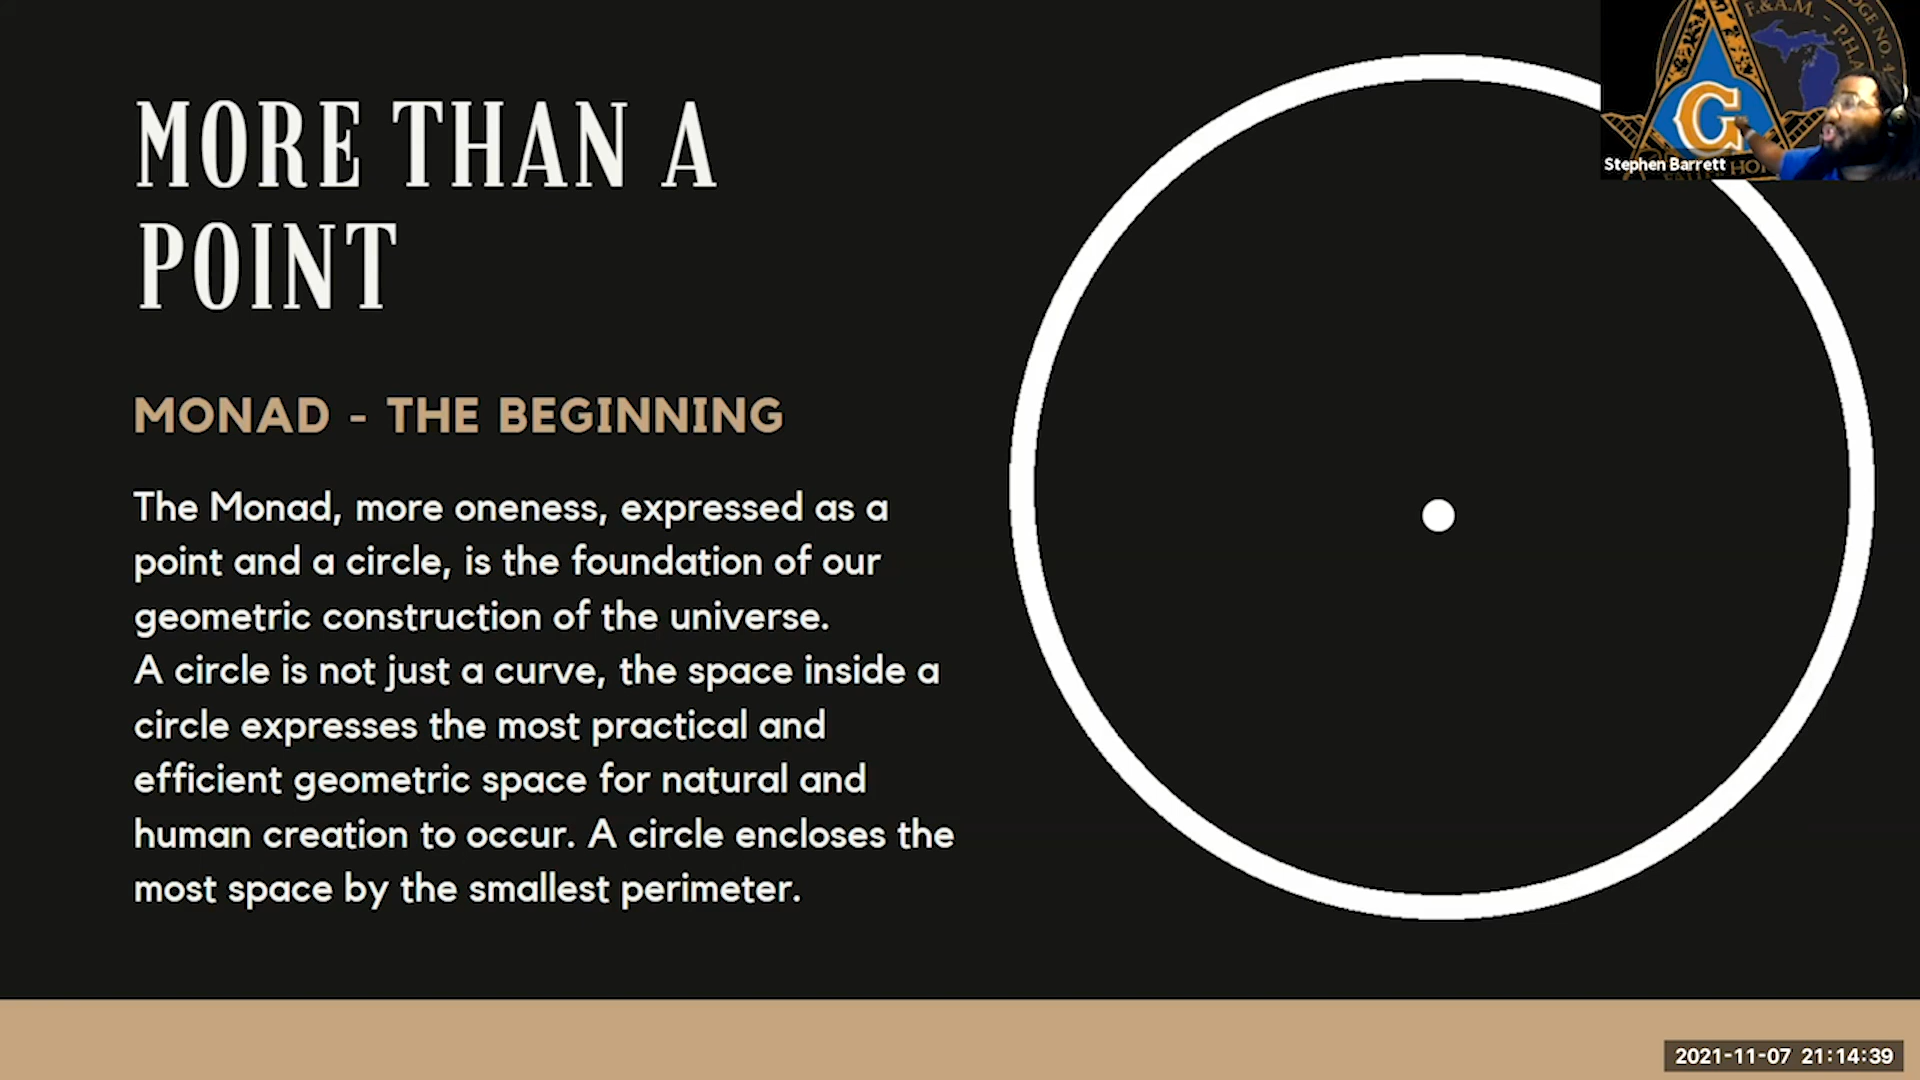 MORE THAN A
POINT
MONAD - THE BEGINNING
The Monad, more oneness, expressed as a
point and a circle, is the foundation of our
geometric construction of the universe.
A circle is not just a curve, the space inside a
circle expresses the most practical and
efficient geometric space for natural and
human creation to occur. A circle encloses the
most space by the smallest perimeter.
F.&A.M. - P.H.A
G
Stephen Barrett
2021-11-07 21:14:39